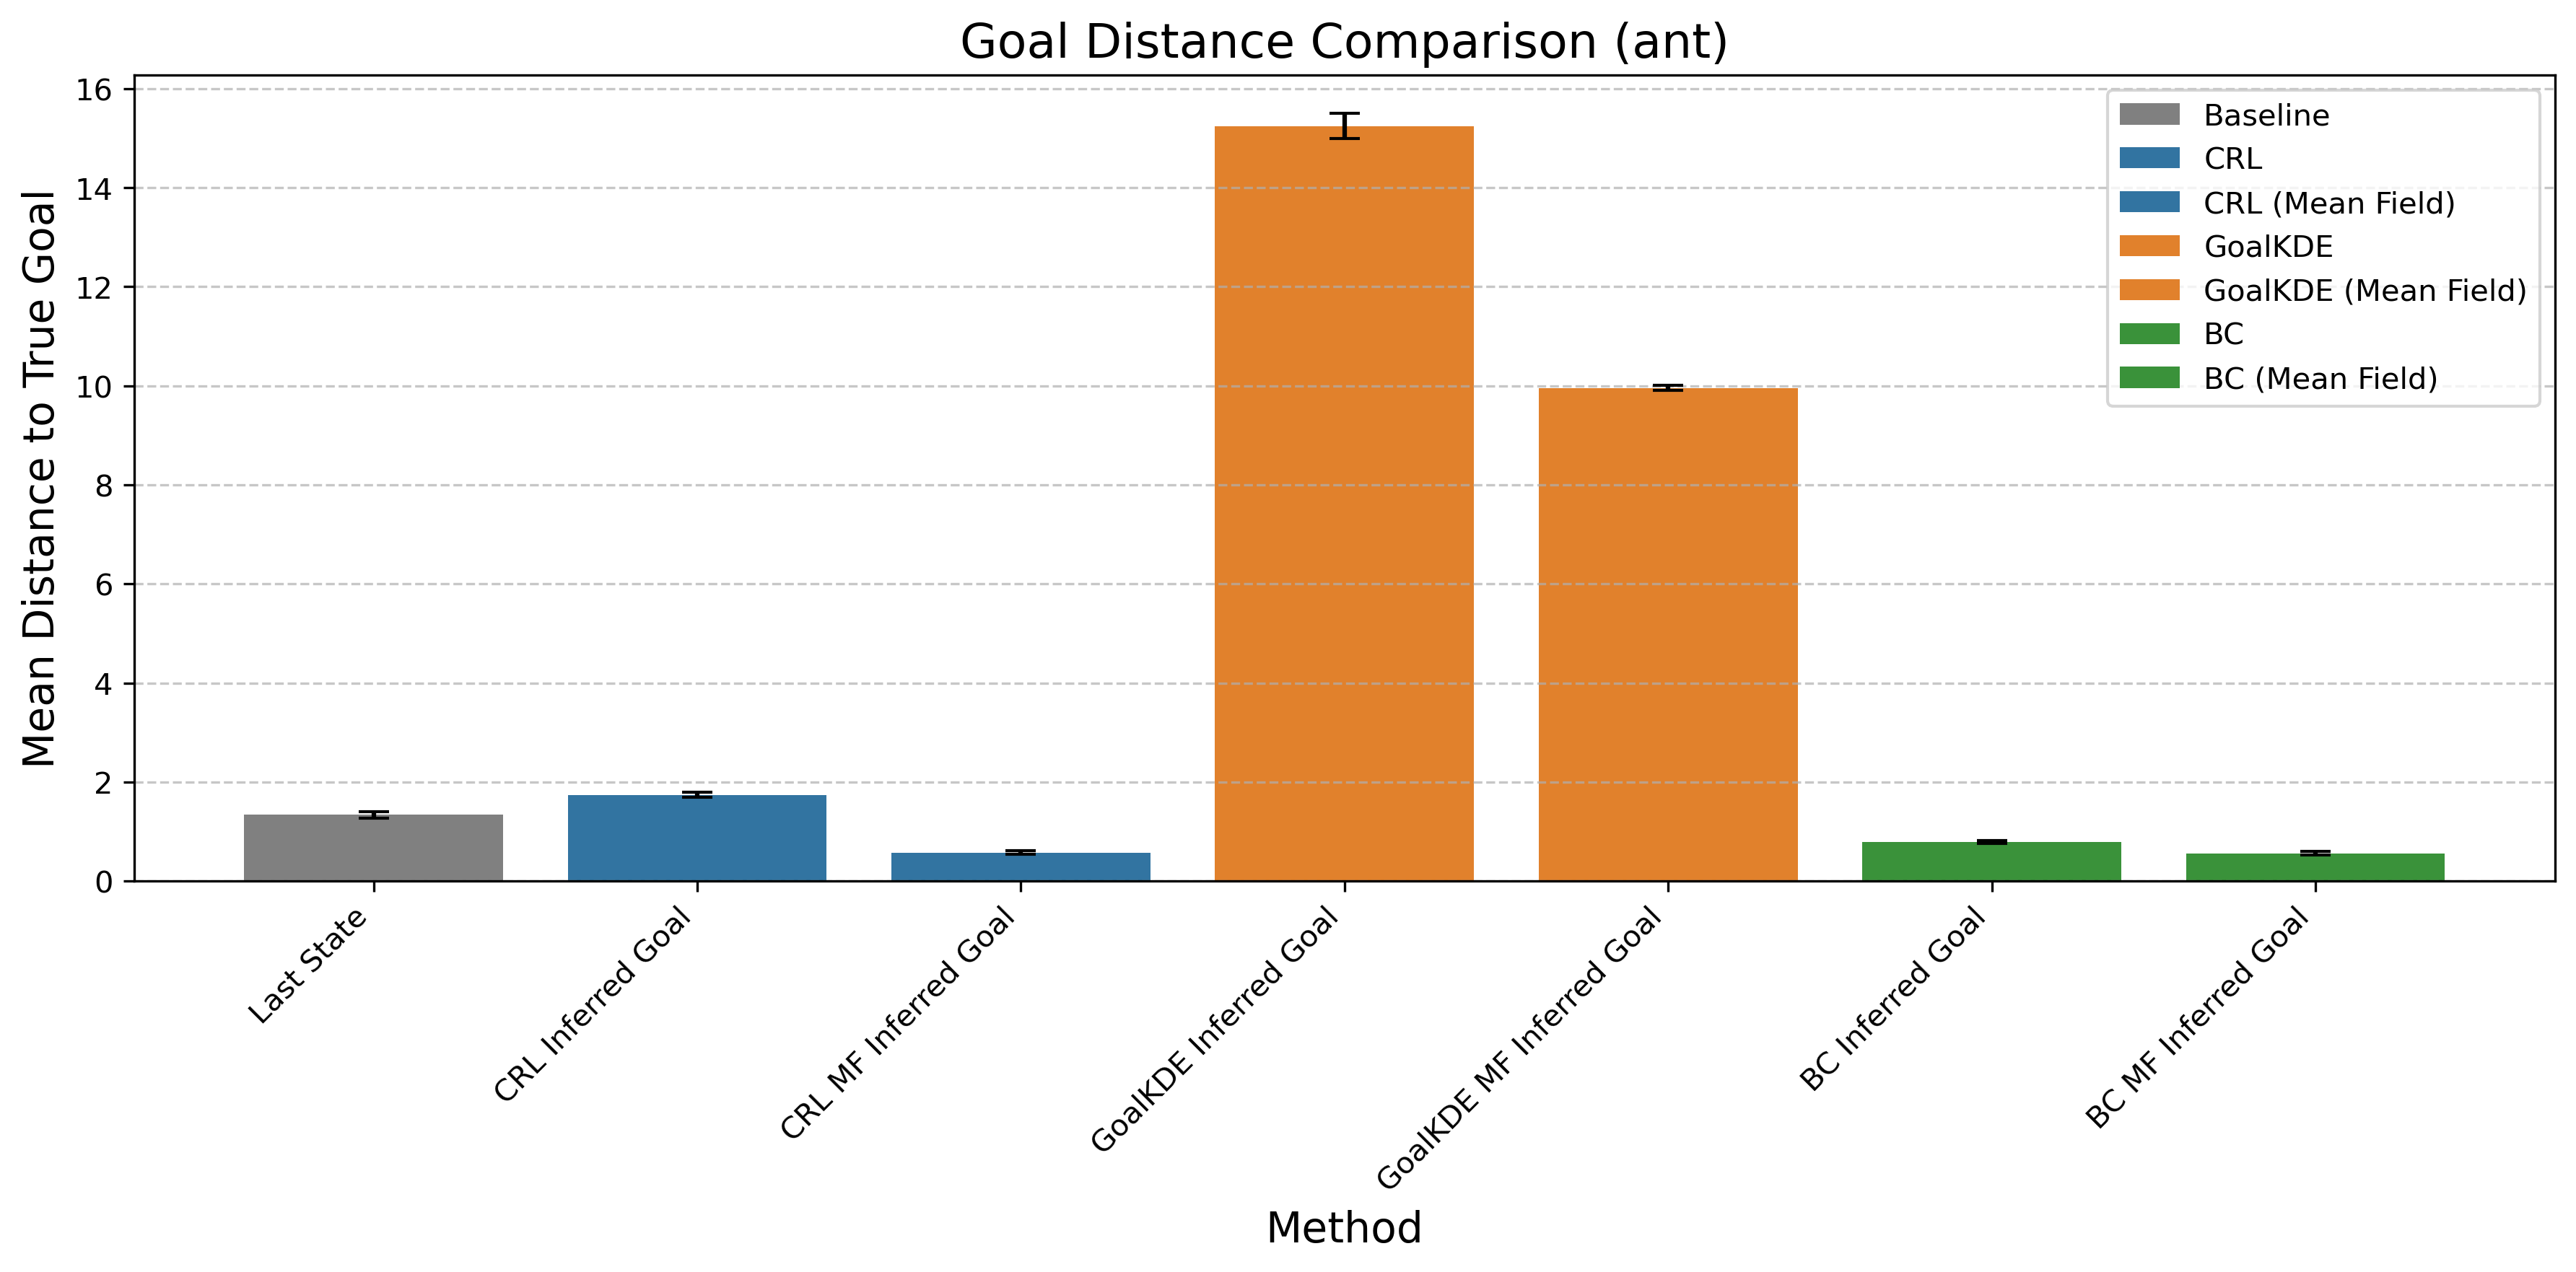 Goal Distance Comparison (ant)
Mean Distance to True Goal
16
14
12
10
8
6
4
2
0
Baseline
CRL
CRL (Mean Field)
GoalKDE
GoalKDE (Mean Field)
BC
BC (Mean Field)
Last State
CRL Inferred Goal
CRL MF Inferred Goal
GoalKDE Inferred Goal
GoalKDE MF Inferred Goal
BC Inferred Goal
BC MF Inferred Goal
Method